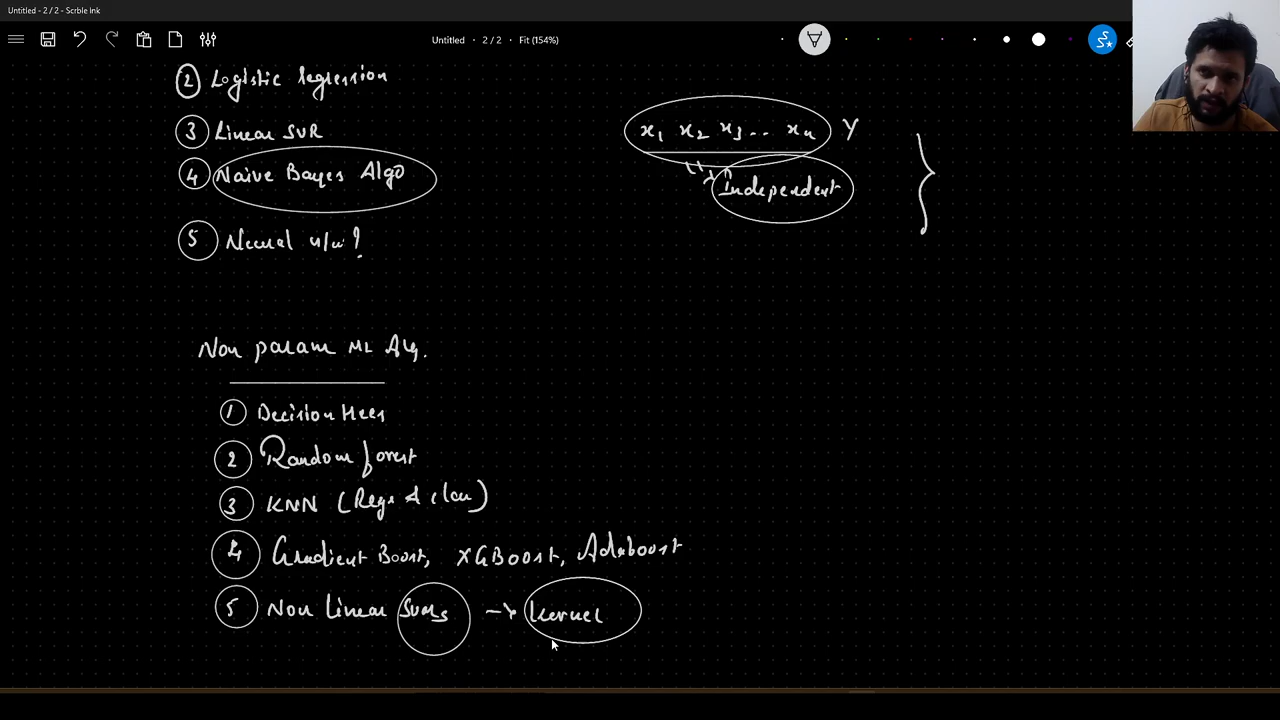 Untitled - 2 / 2 - Scrble Ink
Untitled · 2 / 2 · Fit (154%)
2 Logistic regression
3 Linear SVR
4 Naive Bayes Algo
5 Neural n/w ?
x1 x2 x3 .. xn Y
Independent
Non param ML Alg.
1 Decision trees
2 Random forest
3 KNN (Regr & class)
4 Gradient Boost, XGBoost, Adaboost
5 Non linear SVMs → Kernel